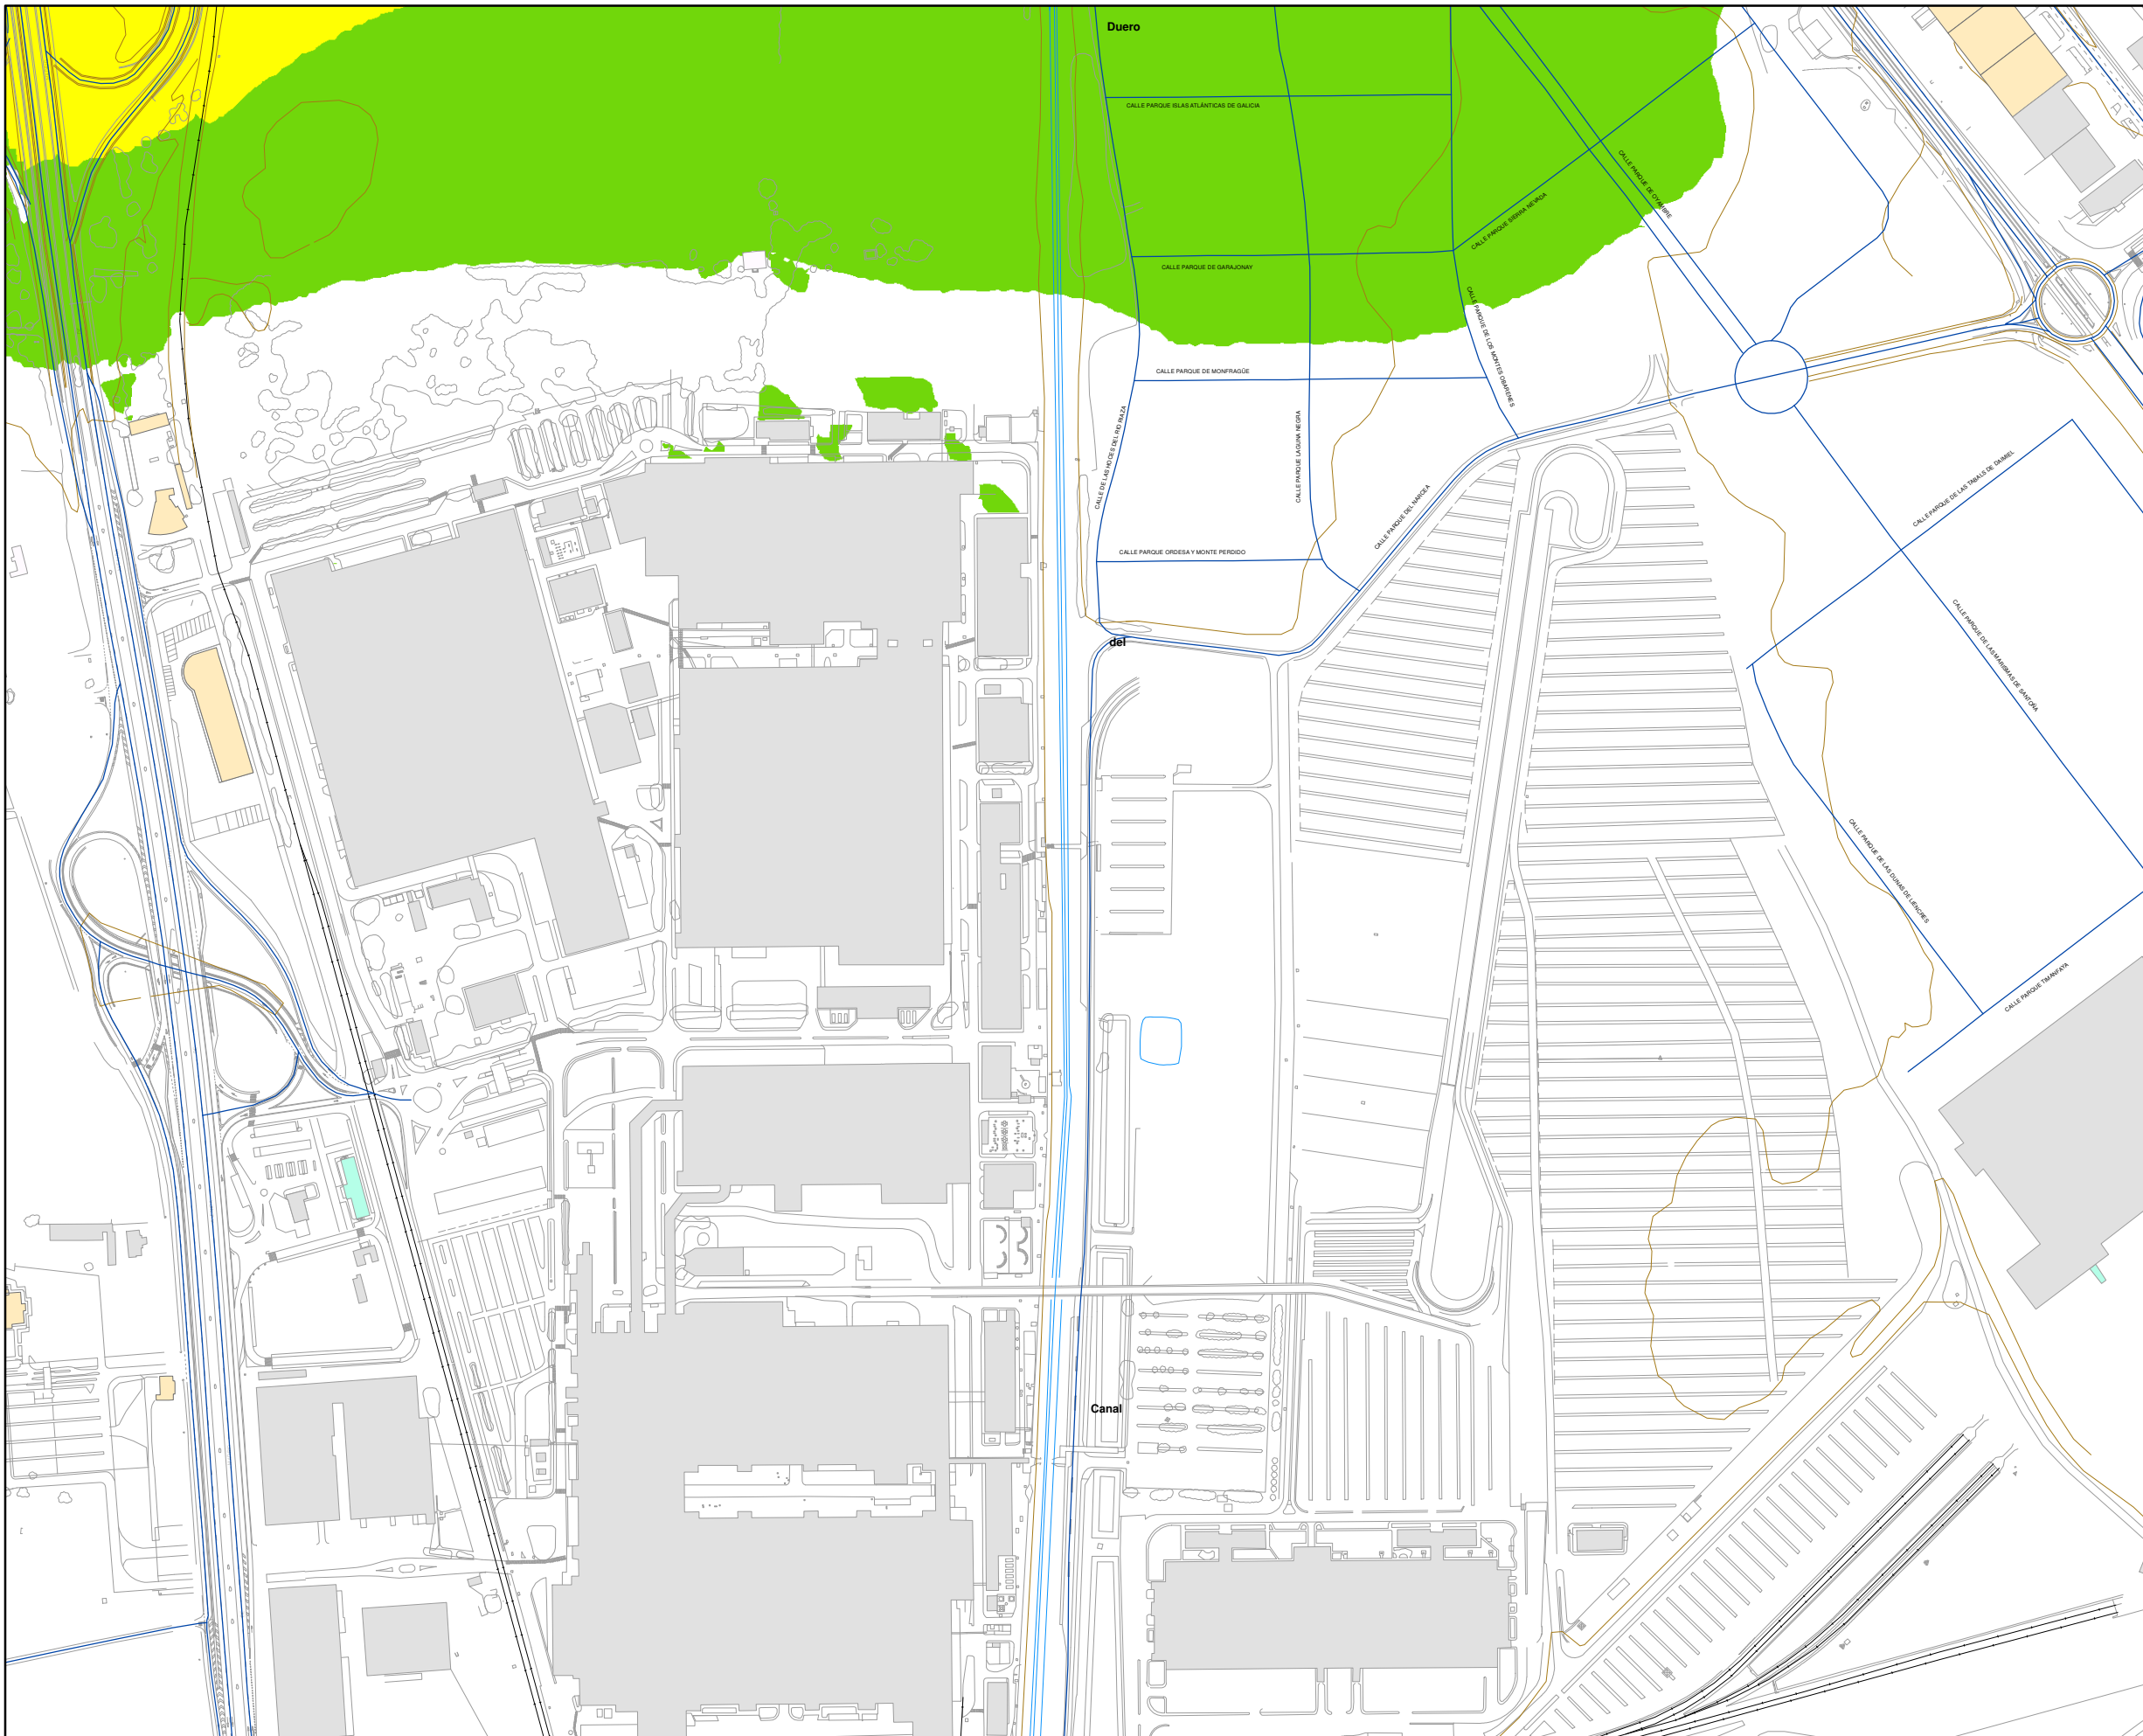 Duero
CALLE PARQUE ISLAS ATLÁNTICAS DE GALICIA
CALLE PARQUE DE OYAMBRE
CALLE PARQUE SIERRA NEVADA
CALLE PARQUE DE GARAJONAY
CALLE PARQUE DE LOS MONTES OBARENES
CALLE PARQUE DE MONFRAGÜE
CALLE DE LAS HOCES DEL RIO RIAZA
CALLE PARQUE LAGUNA NEGRA
CALLE PARQUE DE LAS TABALS DE DAIMIEL
CALLE PARQUE DEL NARCEA
CALLE PARQUE ORDESA Y MONTE PERDIDO
CALLE PARQUE DE LAS MARISMAS DE SANTOÑA
del
CALLE PARQUE DE LAS DUNAS DE LIENCRES
CALLE PARQUE TIMANFAYA
Canal